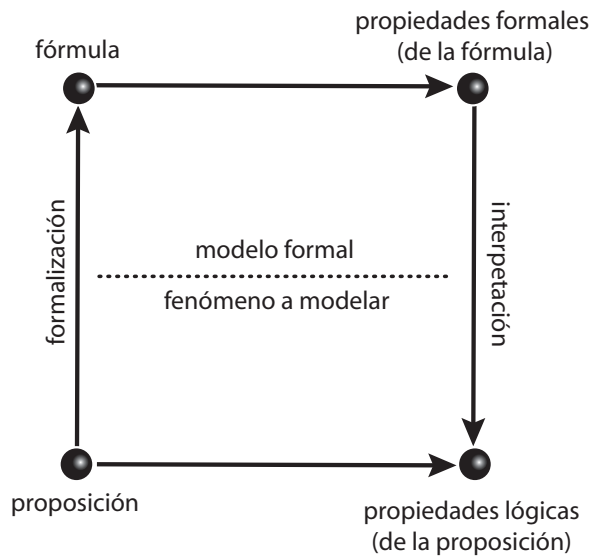 propiedades formales
(de la fórmula)
fórmula
formalización
interpetación
modelo formal
fenómeno a modelar
proposición
propiedades lógicas
(de la proposición)